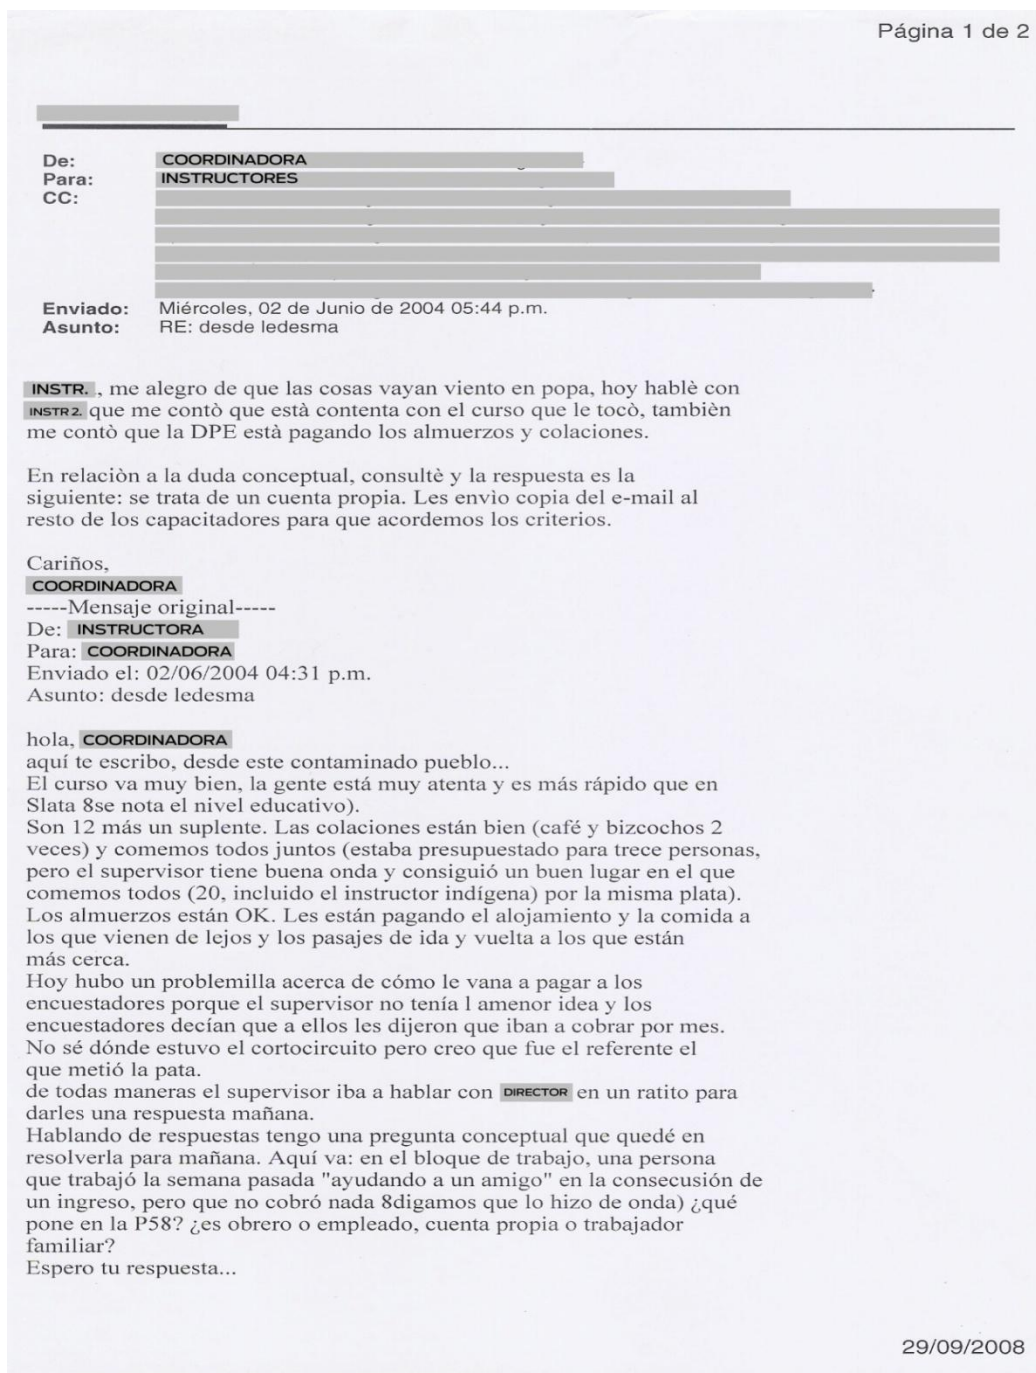 Página 1 de 2
De: COORDINADORA
Para: INSTRUCTORES
CC:
Enviado: Miércoles, 02 de Junio de 2004 05:44 p.m.
Asunto: RE: desde ledesma
INSTR. , me alegro de que las cosas vayan viento en popa, hoy hablè con
INSTR 2. que me contò que està contenta con el curso que le tocò, tambièn
me contò que la DPE està pagando los almuerzos y colaciones.
En relaciòn a la duda conceptual, consultè y la respuesta es la
siguiente: se trata de un cuenta propia. Les envìo copia del e-mail al
resto de los capacitadores para que acordemos los criterios.
Cariños,
COORDINADORA
-----Mensaje original-----
De: INSTRUCTORA
Para: COORDINADORA
Enviado el: 02/06/2004 04:31 p.m.
Asunto: desde ledesma
hola, COORDINADORA
aquí te escribo, desde este contaminado pueblo...
El curso va muy bien, la gente está muy atenta y es más rápido que en
Slata 8se nota el nivel educativo).
Son 12 más un suplente. Las colaciones están bien (café y bizcochos 2
veces) y comemos todos juntos (estaba presupuestado para trece personas,
pero el supervisor tiene buena onda y consiguió un buen lugar en el que
comemos todos (20, incluido el instructor indígena) por la misma plata).
Los almuerzos están OK. Les están pagando el alojamiento y la comida a
los que vienen de lejos y los pasajes de ida y vuelta a los que están
más cerca.
Hoy hubo un problemilla acerca de cómo le vana a pagar a los
encuestadores porque el supervisor no tenía l amenor idea y los
encuestadores decían que a ellos les dijeron que iban a cobrar por mes.
No sé dónde estuvo el cortocircuito pero creo que fue el referente el
que metió la pata.
de todas maneras el supervisor iba a hablar con DIRECTOR en un ratito para
darles una respuesta mañana.
Hablando de respuestas tengo una pregunta conceptual que quedé en
resolverla para mañana. Aquí va: en el bloque de trabajo, una persona
que trabajó la semana pasada "ayudando a un amigo" en la consecusión de
un ingreso, pero que no cobró nada 8digamos que lo hizo de onda) ¿qué
pone en la P58? ¿es obrero o empleado, cuenta propia o trabajador
familiar?
Espero tu respuesta...
29/09/2008